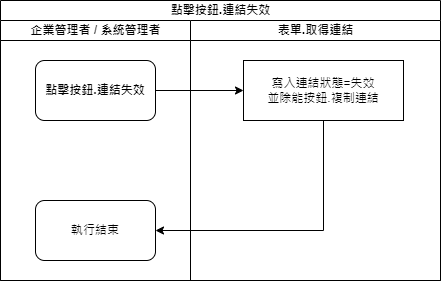 點擊按鈕.連結失效
企業管理者 / 系統管理者
表單.取得連結
點擊按鈕.連結失效
寫入連結狀態=失效
並除能按鈕.複制連結
執行結束